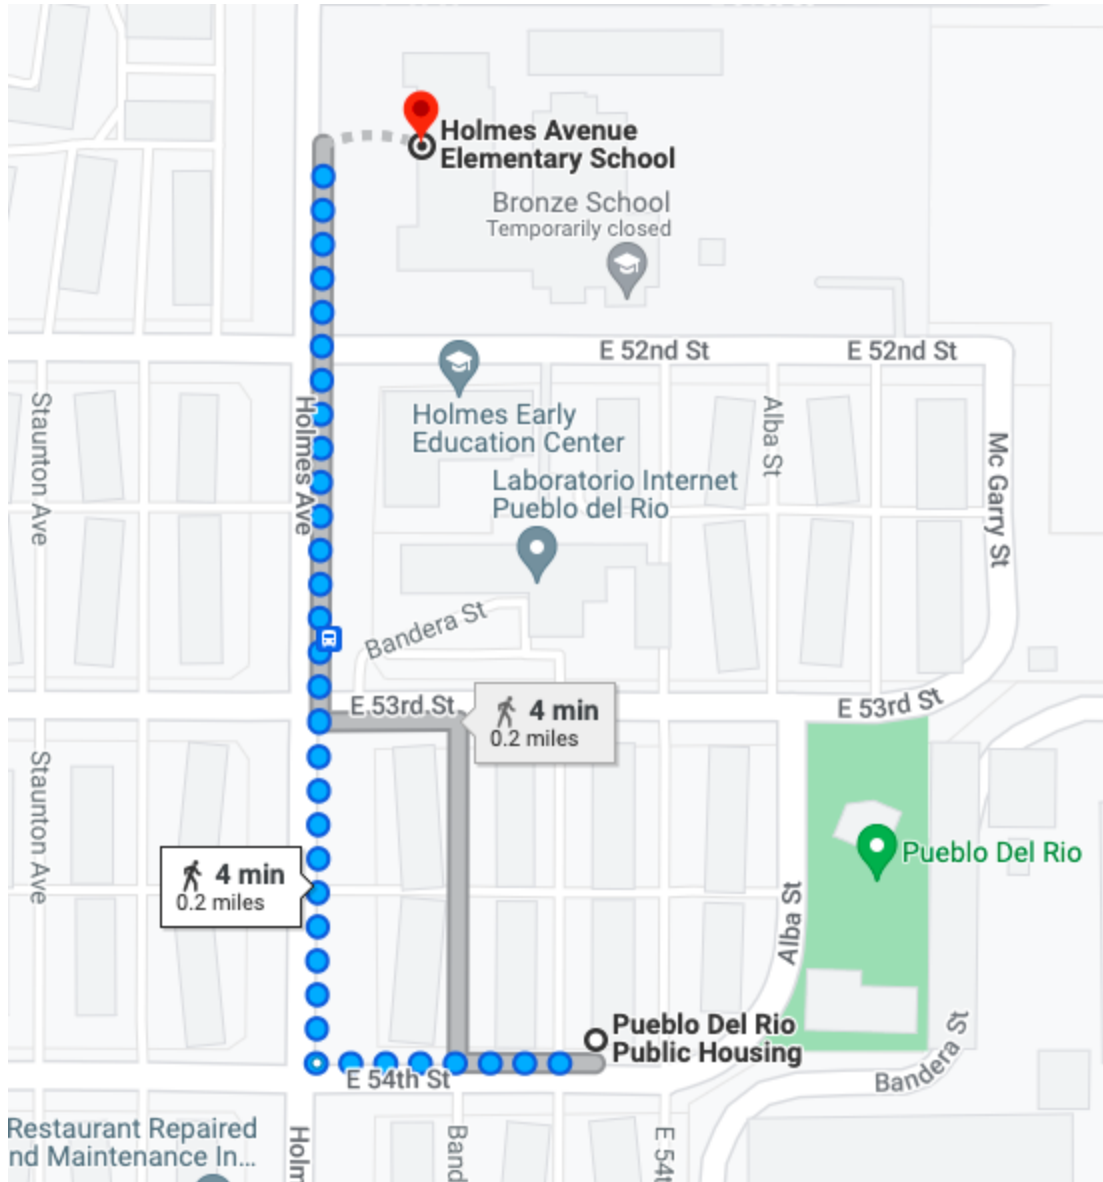 Holmes Avenue
Elementary School
Bronze School
Temporarily closed
E 52nd St
E 52nd St
Holmes Early
Education Center
Staunton Ave
Holmes Ave
Alba St
Mc Garry St
Laboratorio Internet
Pueblo del Rio
Bandera St
E 53rd St
E 53rd St
4 min
0.2 miles
Staunton Ave
4 min
0.2 miles
Pueblo Del Rio
Alba St
Pueblo Del Rio
Public Housing
E 54th St
Bandera St
Restaurant Repaired
nd Maintenance In...
Holm
Band
E 54t